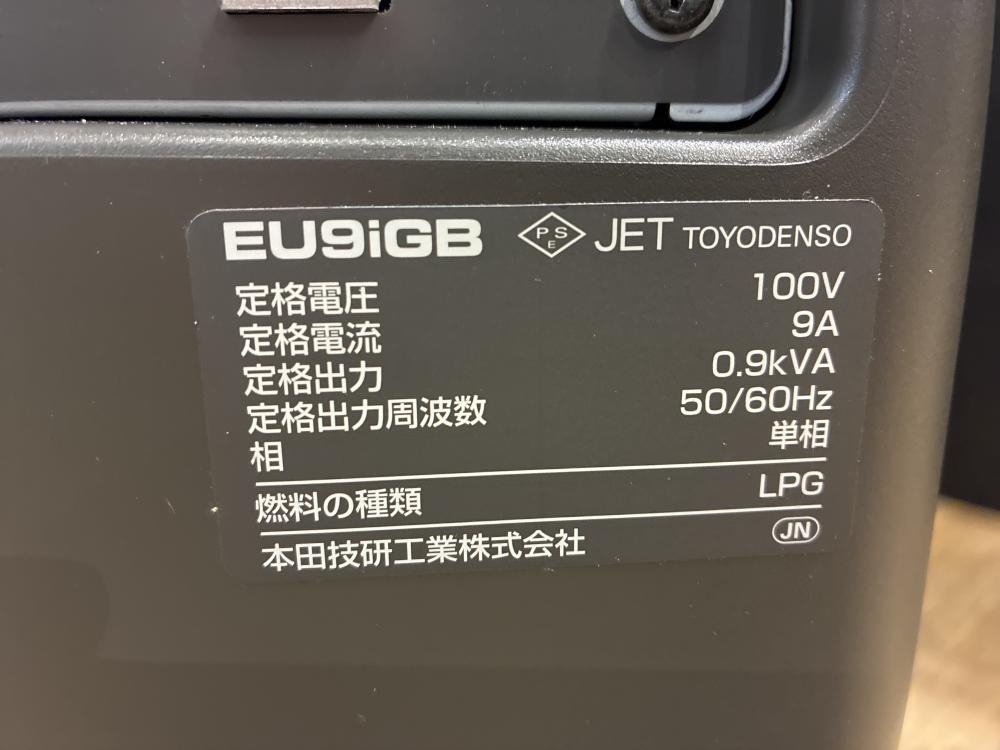 EU9iGB PSE JET TOYODENSO
定格電圧 100V
定格電流 9A
定格出力 0.9kVA
定格出力周波数 50/60Hz
相 単相
燃料の種類 LPG
本田技研工業株式会社 JN